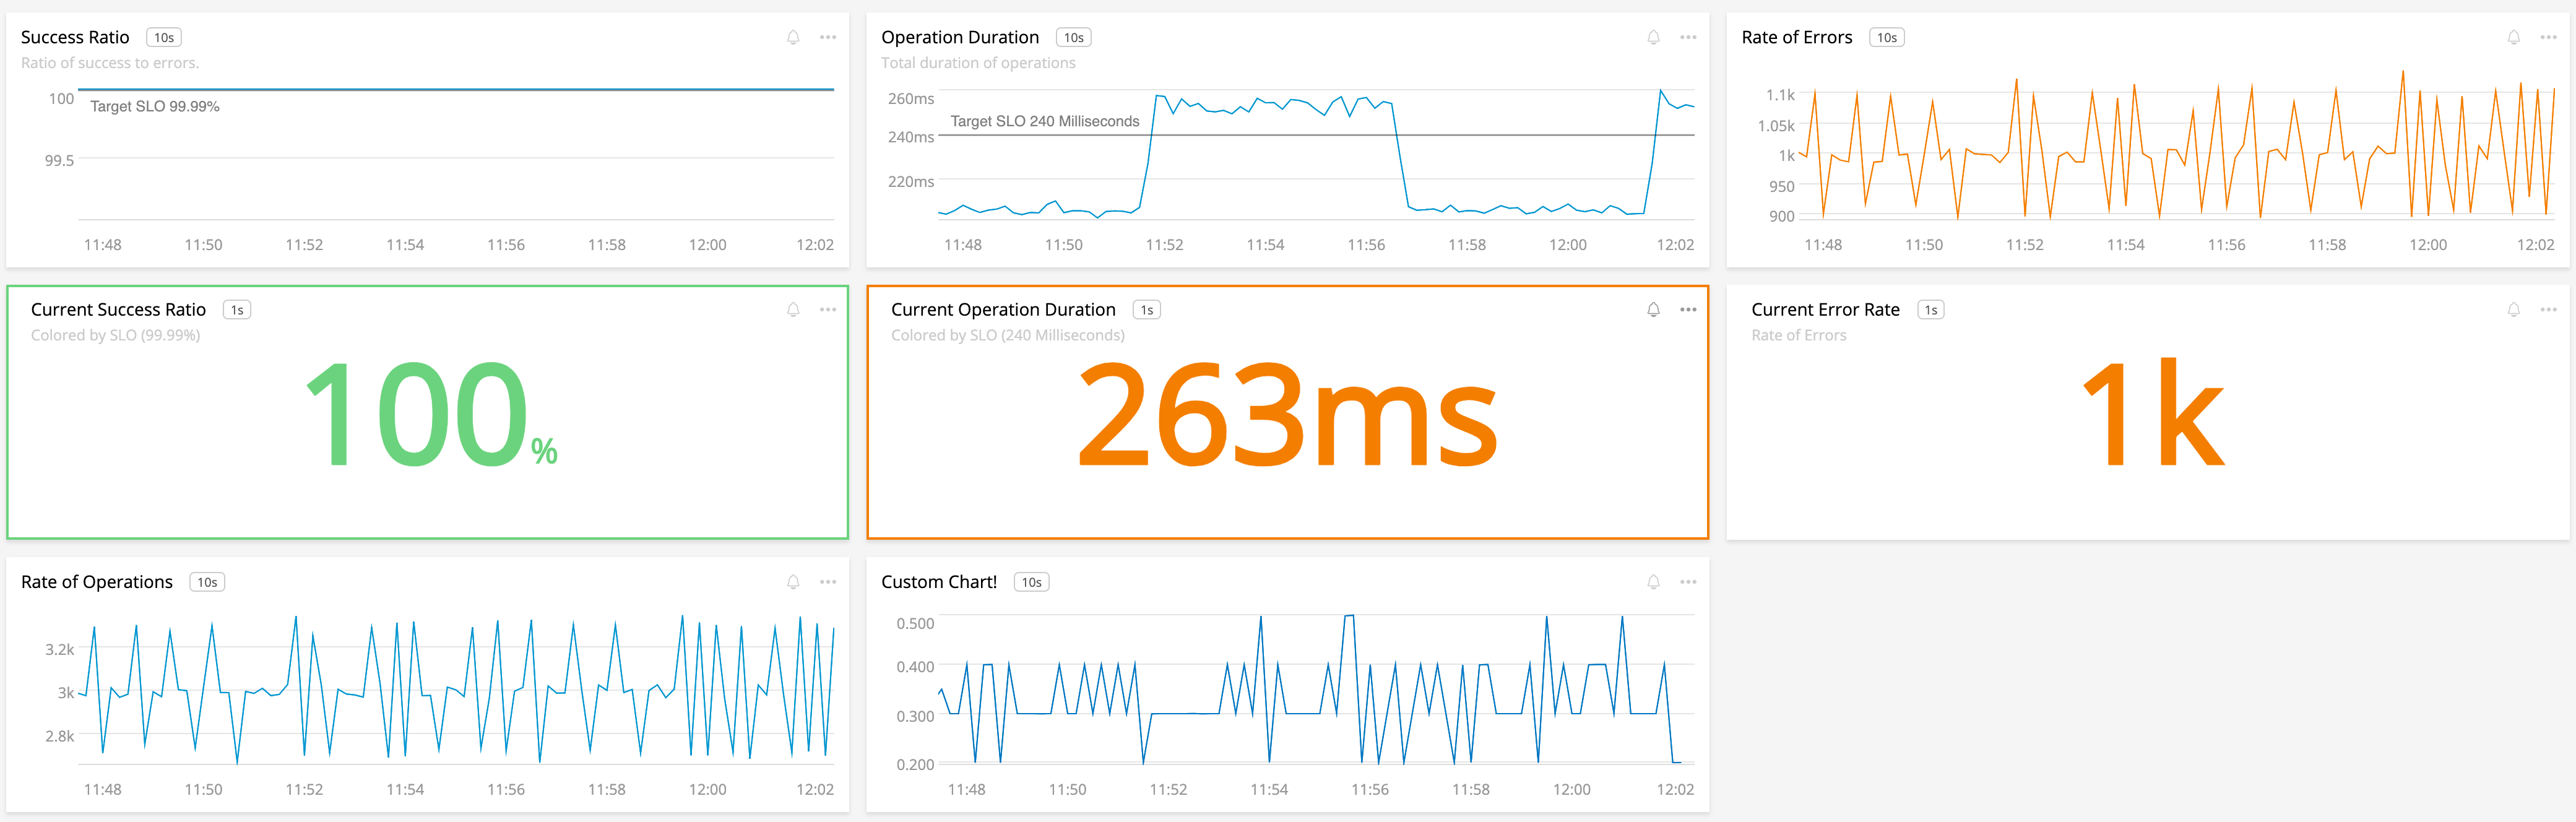 Success Ratio 10s
Ratio of success to errors.
100
Target SLO 99.99%
99.5
11:48 11:50 11:52 11:54 11:56 11:58 12:00 12:02
Operation Duration 10s
Total duration of operations
260ms
Target SLO 240 Milliseconds
240ms
220ms
11:48 11:50 11:52 11:54 11:56 11:58 12:00 12:02
Rate of Errors 10s
1.1k
1.05k
1k
950
900
11:48 11:50 11:52 11:54 11:56 11:58 12:00 12:02
Current Success Ratio 1s
Colored by SLO (99.99%)
100%
Current Operation Duration 1s
Colored by SLO (240 Milliseconds)
263ms
Current Error Rate 1s
Rate of Errors
1k
Rate of Operations 10s
3.2k
3k
2.8k
11:48 11:50 11:52 11:54 11:56 11:58 12:00 12:02
Custom Chart! 10s
0.500
0.400
0.300
0.200
11:48 11:50 11:52 11:54 11:56 11:58 12:00 12:02